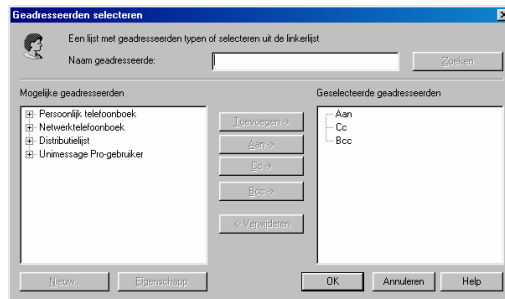 Geadresseerden selecteren
Een lijst met geadresseerden typen of selecteren uit de linkerlijst
Naam geadresseerde:
Zoeken
Mogelijke geadresseerden
Geselecteerde geadresseerden
Persoonlijk telefoonboek
Netwerktelefoonboek
Distributielijst
Unimessage Pro-gebruiker
Toevoegen ->
Aan ->
Cc ->
Bcc ->
<- Verwijderen
Aan
Cc
Bcc
Nieuw...
Eigenschapp.
OK
Annuleren
Help